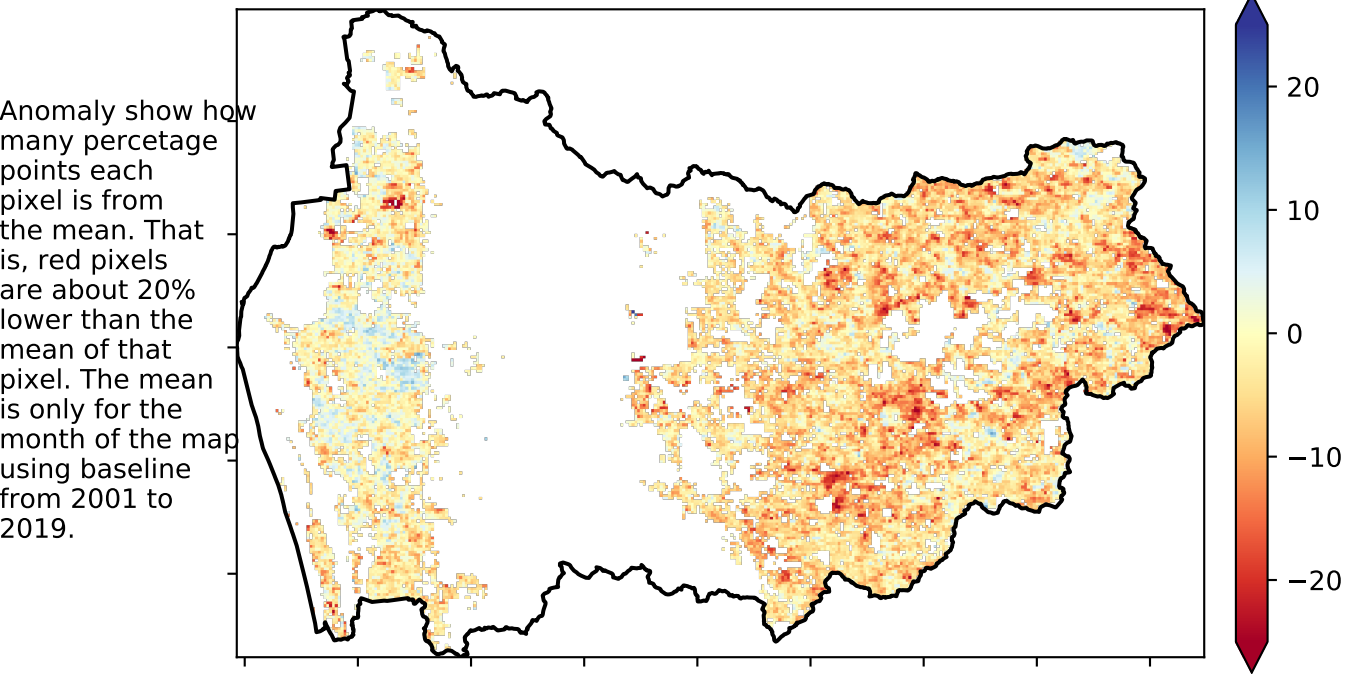 Anomaly show how
many percetage
points each
pixel is from
the mean. That
is, red pixels
are about 20%
lower than the
mean of that
pixel. The mean
is only for the
month of the map
using baseline
from 2001 to
2019.
20
10
0
−10
−20